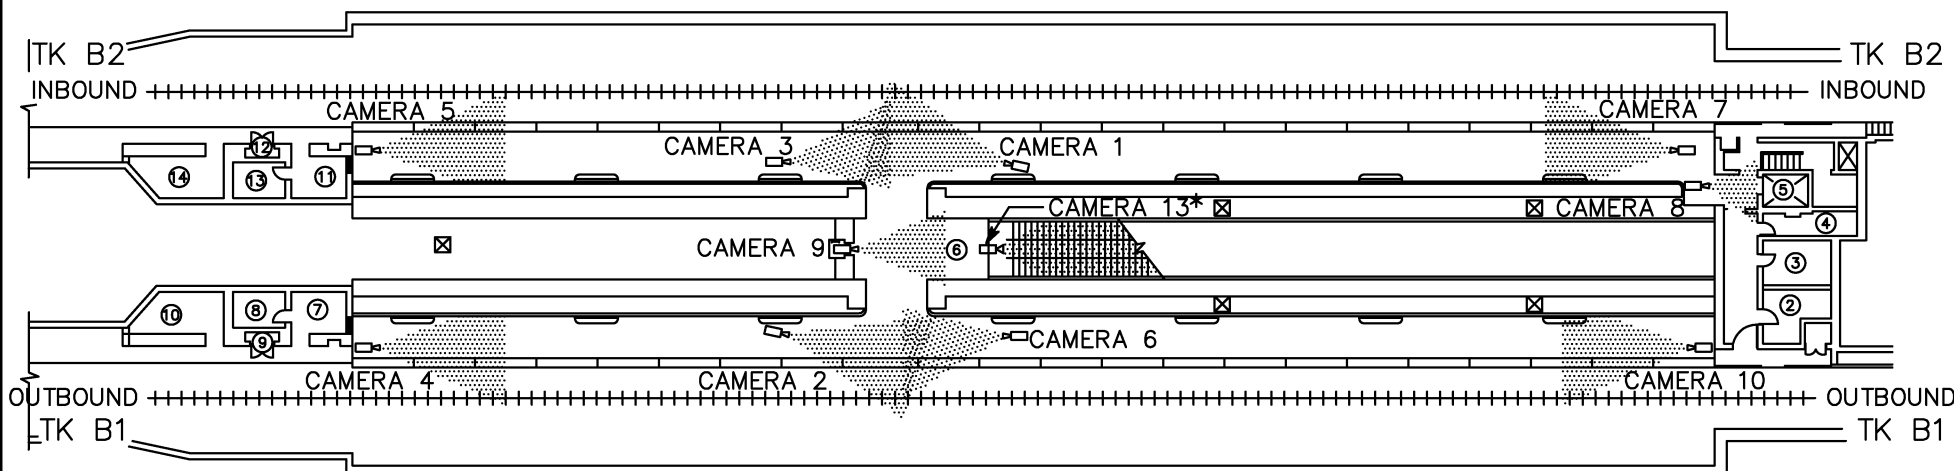 TK B2
TK B2
INBOUND
INBOUND
CAMERA 5
CAMERA 7
CAMERA 3
CAMERA 1
12
14
13
11
5
CAMERA 13*
CAMERA 8
4
CAMERA 9
6
3
10
8
7
2
9
CAMERA 6
CAMERA 4
CAMERA 2
CAMERA 10
OUTBOUND
OUTBOUND
TK B1
TK B1